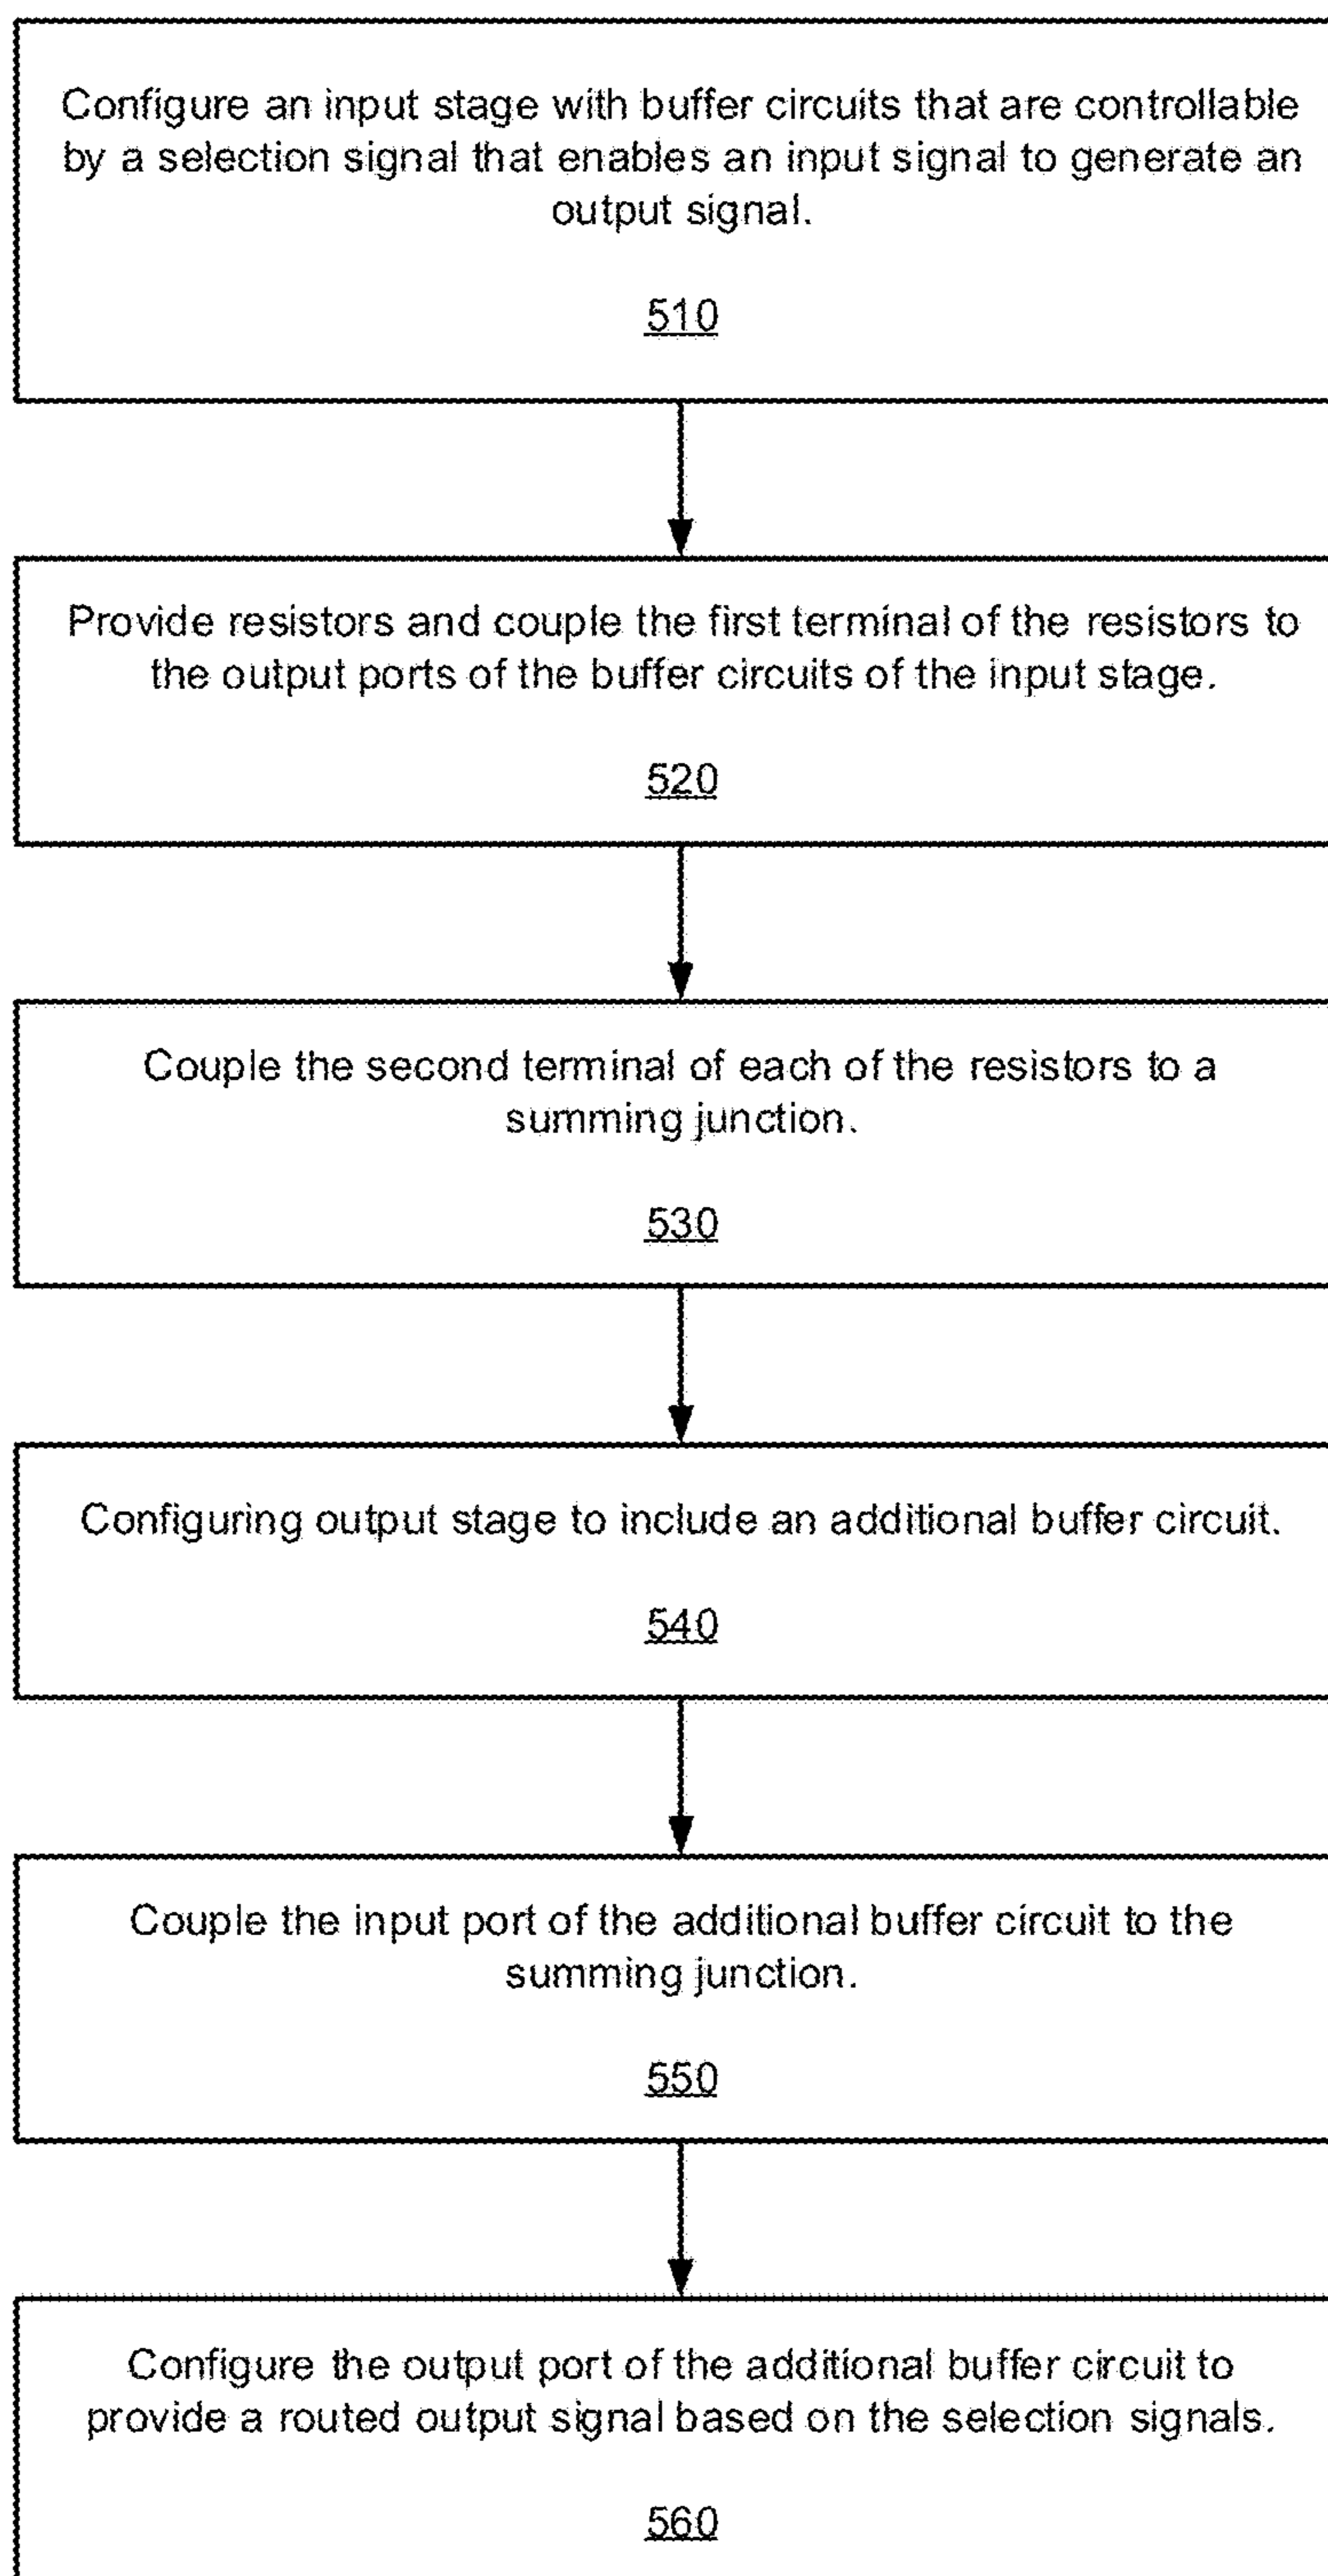 Configure an input stage with buffer circuits that are controllable
by a selection signal that enables an input signal to generate an
output signal.
510
Provide resistors and couple the first terminal of the resistors to
the output ports of the buffer circuits of the input stage.
520
Couple the second terminal of each of the resistors to a
summing junction.
530
Configuring output stage to include an additional buffer circuit.
540
Couple the input port of the additional buffer circuit to the
summing junction.
550
Configure the output port of the additional buffer circuit to
provide a routed output signal based on the selection signals.
560